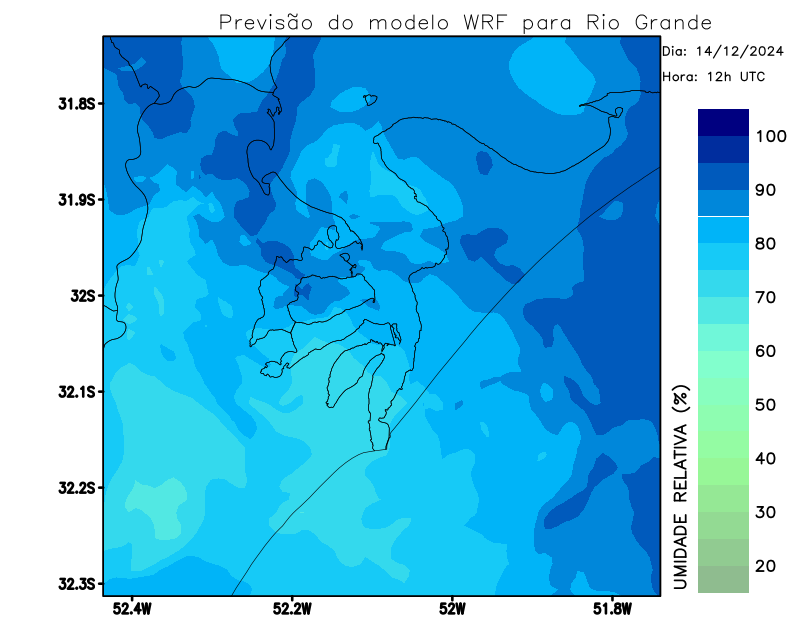 Previsão do modelo WRF para Rio Grande
Dia: 14/12/2024
Hora: 12h UTC
31.8S
31.9S
32S
32.1S
32.2S
32.3S
52.4W
52.2W
52W
51.8W
100
90
80
70
60
50
40
30
20
UMIDADE RELATIVA (%)